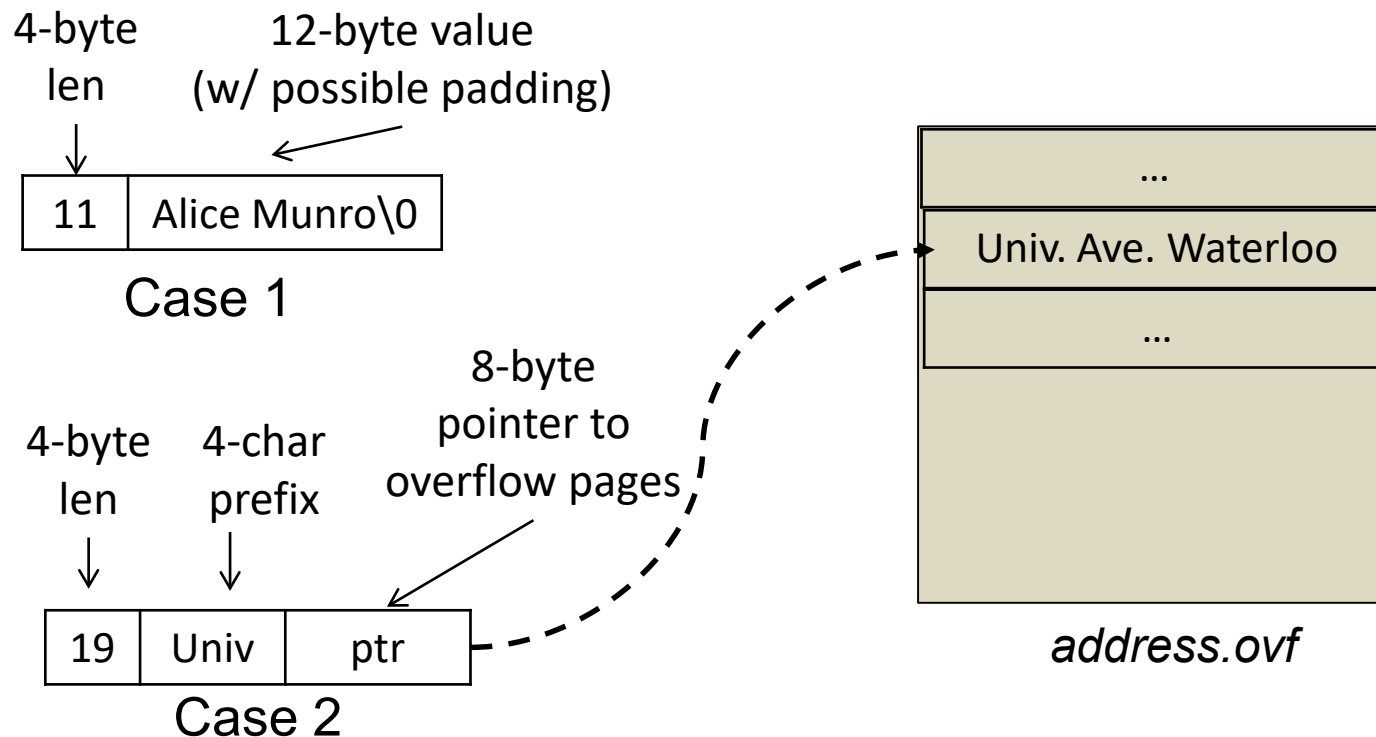 4-byte
len
12-byte value
(w/ possible padding)
11
Alice Munro\0
Case 1
4-byte
len
4-char
prefix
8-byte
pointer to
overflow pages
19
Univ
ptr
Case 2
...
Univ. Ave. Waterloo
...
address.ovf